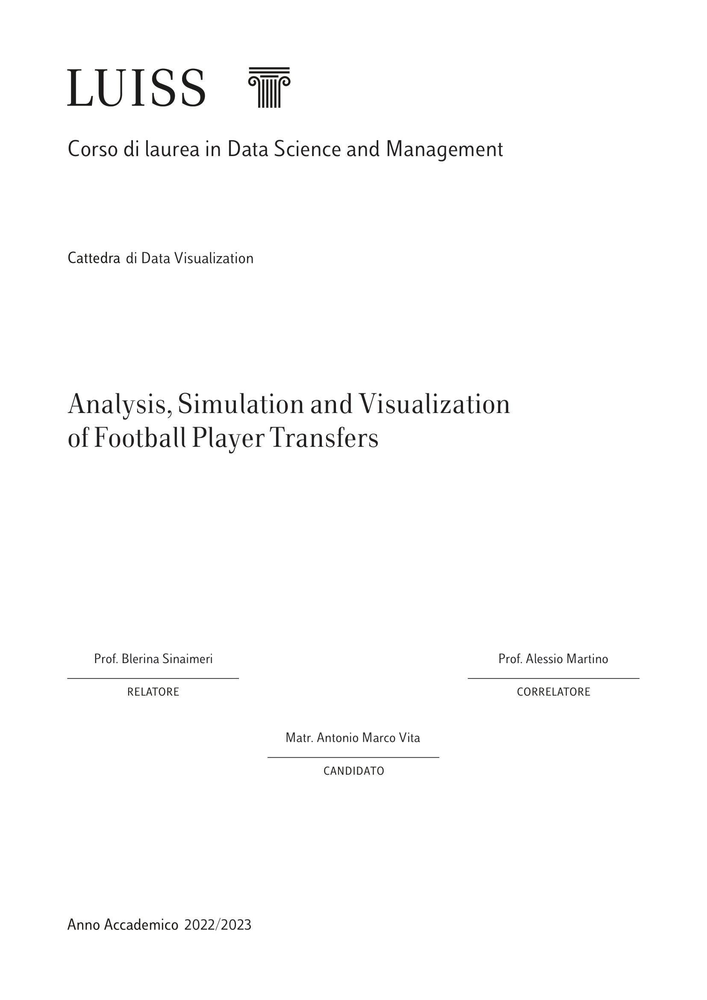 LUISS
Corso di laurea in Data Science and Management
Cattedra di Data Visualization
Analysis, Simulation and Visualization
of Football Player Transfers
Prof. Blerina Sinaimeri
RELATORE
Prof. Alessio Martino
CORRELATORE
Matr. Antonio Marco Vita
CANDIDATO
Anno Accademico 2022/2023